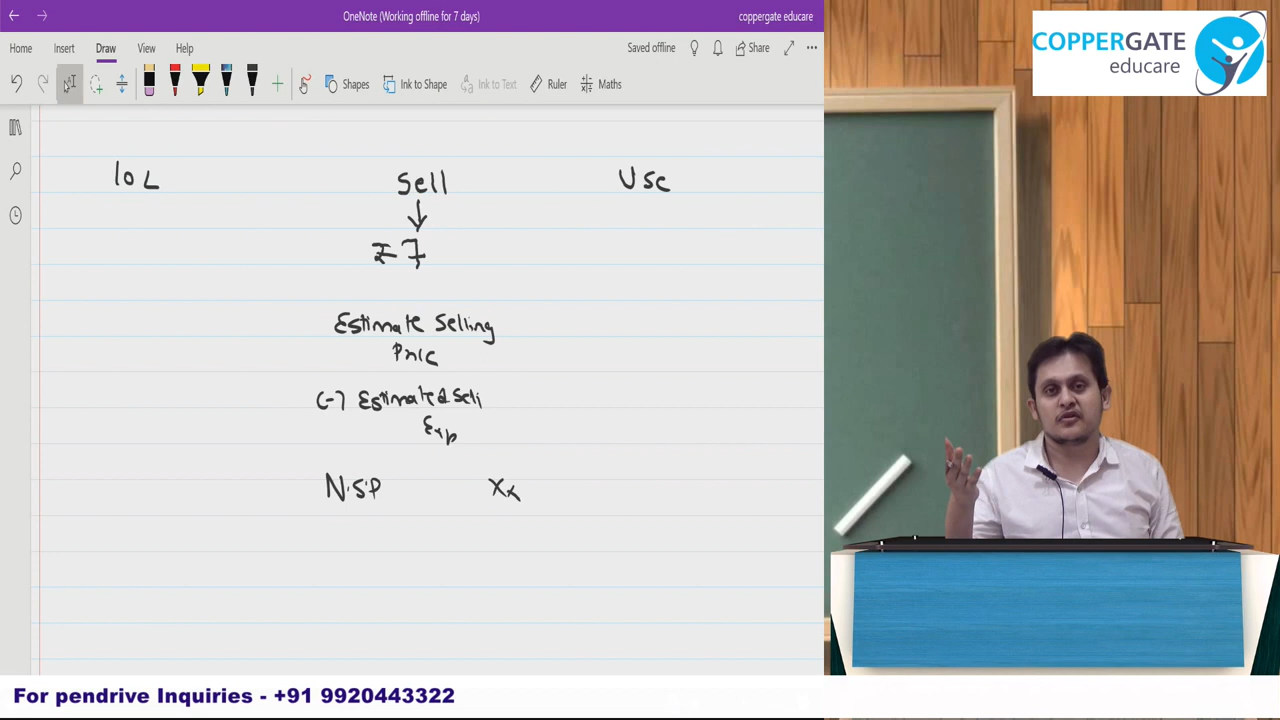 OneNote (Working offline for 7 days)
coppergate educare
Home Insert Draw View Help
Saved offline Share
Shapes Ink to Shape Ink to Text Ruler Maths
COPPERGATE
educare
10 L Sell Use
₹ 7
Estimate Selling
Price
(-) Estimated Sell
Exp
N.S.P xx
For pendrive Inquiries - +91 9920443322